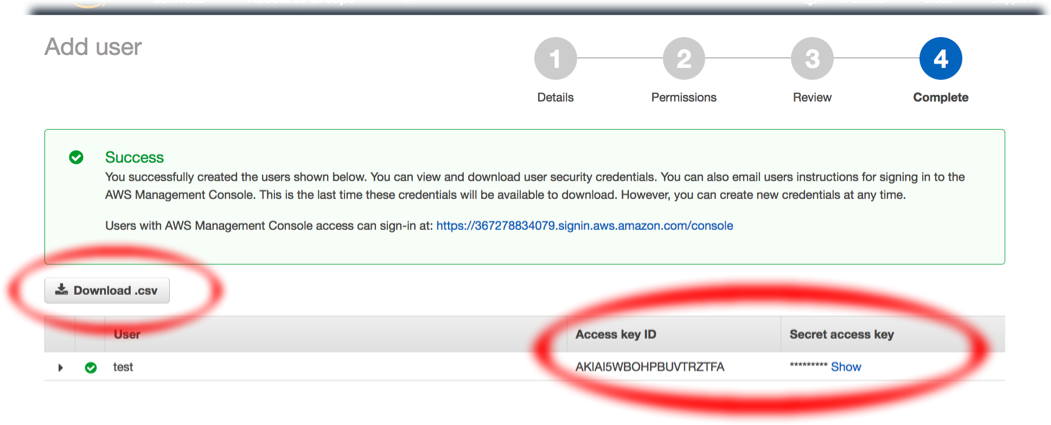 Add user
1
2
3
4
Details
Permissions
Review
Complete
Success
You successfully created the users shown below. You can view and download user security credentials. You can also email users instructions for signing in to the
AWS Management Console. This is the last time these credentials will be available to download. However, you can create new credentials at any time.
Users with AWS Management Console access can sign-in at: https://367278834079.signin.aws.amazon.com/console
Download .csv
User
Access key ID
Secret access key
test
AKIAI5WBOHPBUVTRZTFA
********* Show